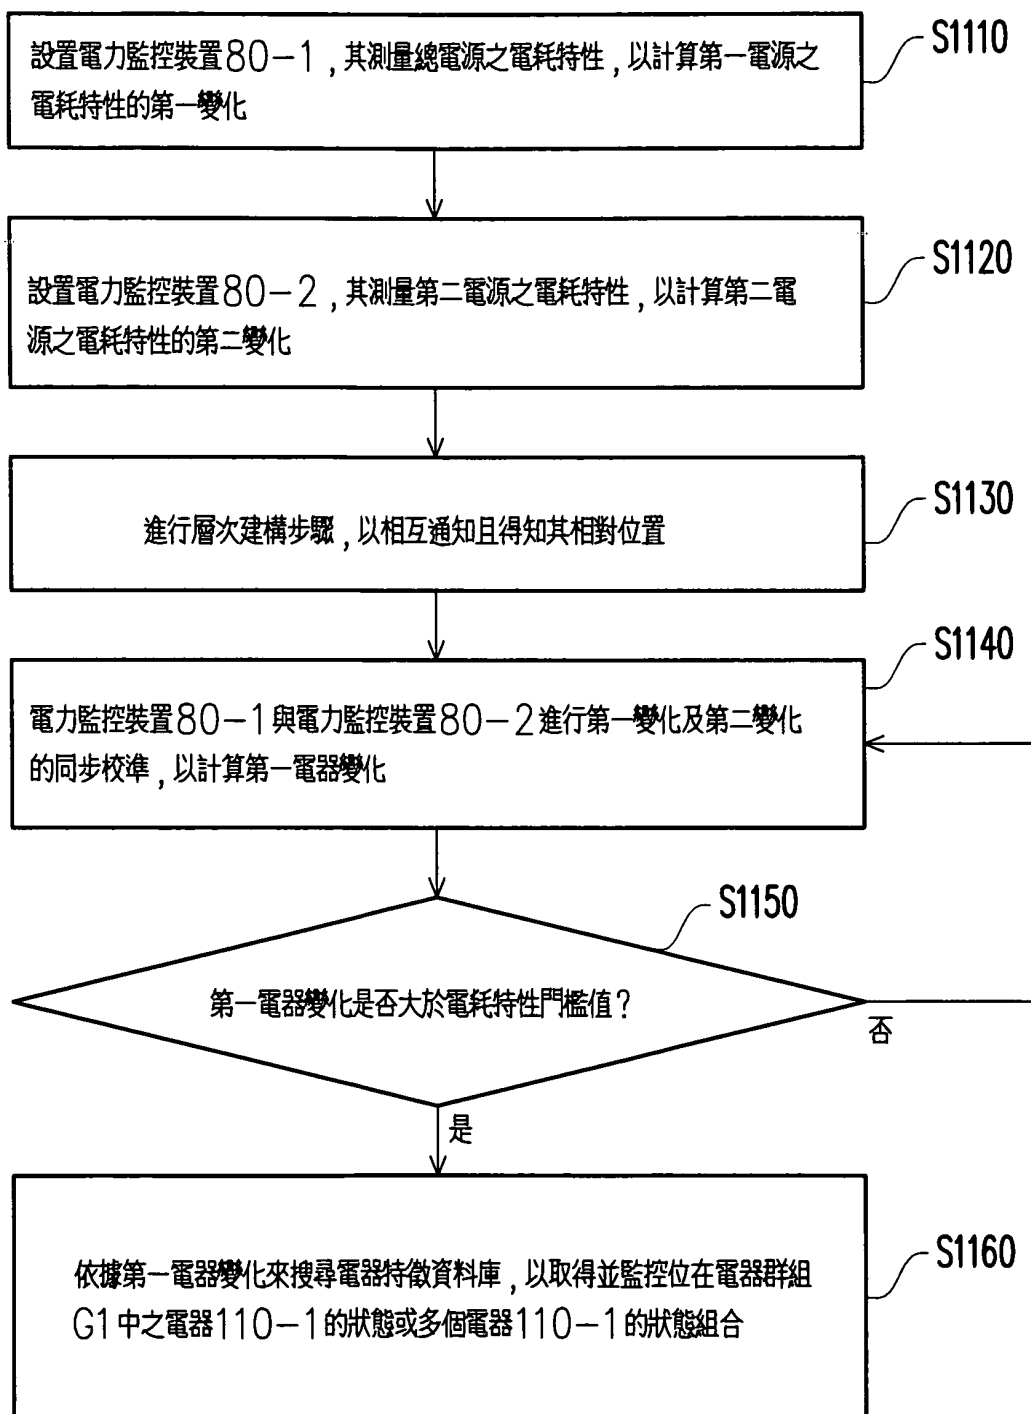 設置電力監控裝置80-1,其測量總電源之電耗特性,以計算第一電源之
電耗特性的第一變化
S1110
設置電力監控裝置80-2,其測量第二電源之電耗特性,以計算第二電
源之電耗特性的第二變化
S1120
進行層次建構步驟,以相互通知且得知其相對位置
S1130
電力監控裝置80-1與電力監控裝置80-2進行第一變化及第二變化
的同步校準,以計算第一電器變化
S1140
第一電器變化是否大於電耗特性門檻值?
S1150
否
是
依據第一電器變化來搜尋電器特徵資料庫,以取得並監控位在電器群組
G1中之電器110-1的狀態或多個電器110-1的狀態組合
S1160